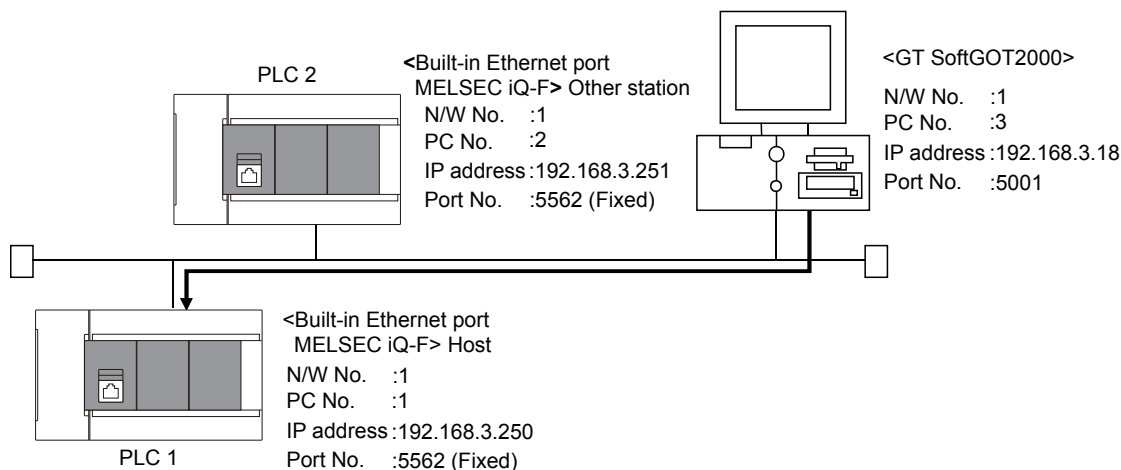 PLC 2
<Built-in Ethernet port
MELSEC iQ-F> Other station
N/W No. :1
PC No. :2
IP address :192.168.3.251
Port No. :5562 (Fixed)
<GT SoftGOT2000>
N/W No. :1
PC No. :3
IP address :192.168.3.18
Port No. :5001
PLC 1
<Built-in Ethernet port
MELSEC iQ-F> Host
N/W No. :1
PC No. :1
IP address :192.168.3.250
Port No. :5562 (Fixed)